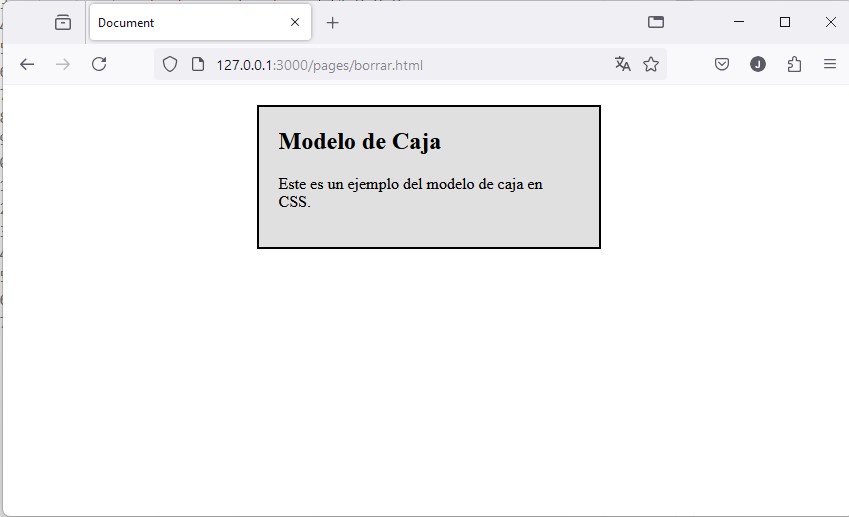 Document
127.0.0.1:3000/pages/borrar.html
J
Modelo de Caja
Este es un ejemplo del modelo de caja en
CSS.